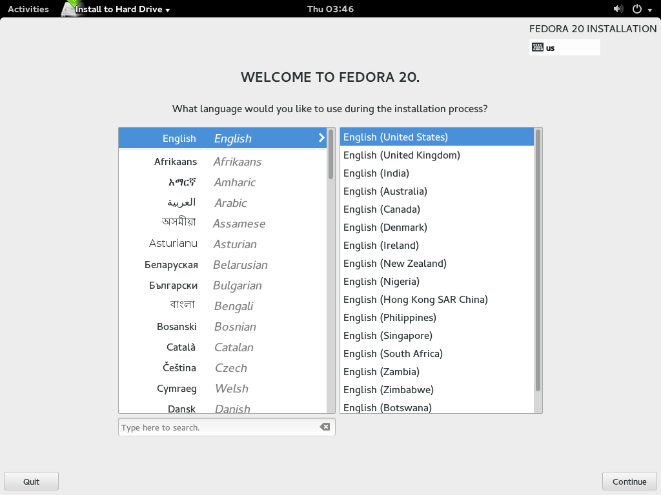 Activities
Install to Hard Drive
Thu 03:46
FEDORA 20 INSTALLATION
us
WELCOME TO FEDORA 20.
What language would you like to use during the installation process?
English English
Afrikaans Afrikaans
አማርኛ Amharic
العربية Arabic
অসমীয়া Assamese
Asturianu Asturian
Беларуская Belarusian
Български Bulgarian
বাংলা Bengali
Bosanski Bosnian
Català Catalan
Čeština Czech
Cymraeg Welsh
Dansk Danish
English (United States)
English (United Kingdom)
English (India)
English (Australia)
English (Canada)
English (Denmark)
English (Ireland)
English (New Zealand)
English (Nigeria)
English (Hong Kong SAR China)
English (Philippines)
English (Singapore)
English (South Africa)
English (Zambia)
English (Zimbabwe)
English (Botswana)
Type here to search.
Quit
Continue